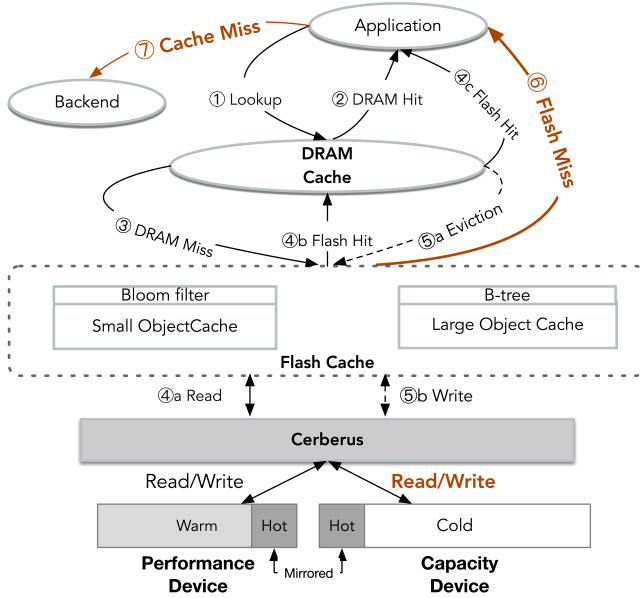 Application
⑦ Cache Miss
Backend
① Lookup
② DRAM Hit
④c Flash Hit
⑥ Flash Miss
DRAM
Cache
③ DRAM Miss
④b Flash Hit
⑤a Eviction
Bloom filter
Small ObjectCache
B-tree
Large Object Cache
Flash Cache
④a Read
⑤b Write
Cerberus
Read/Write
Read/Write
Warm
Hot
Hot
Cold
Performance
Device
Mirrored
Capacity
Device